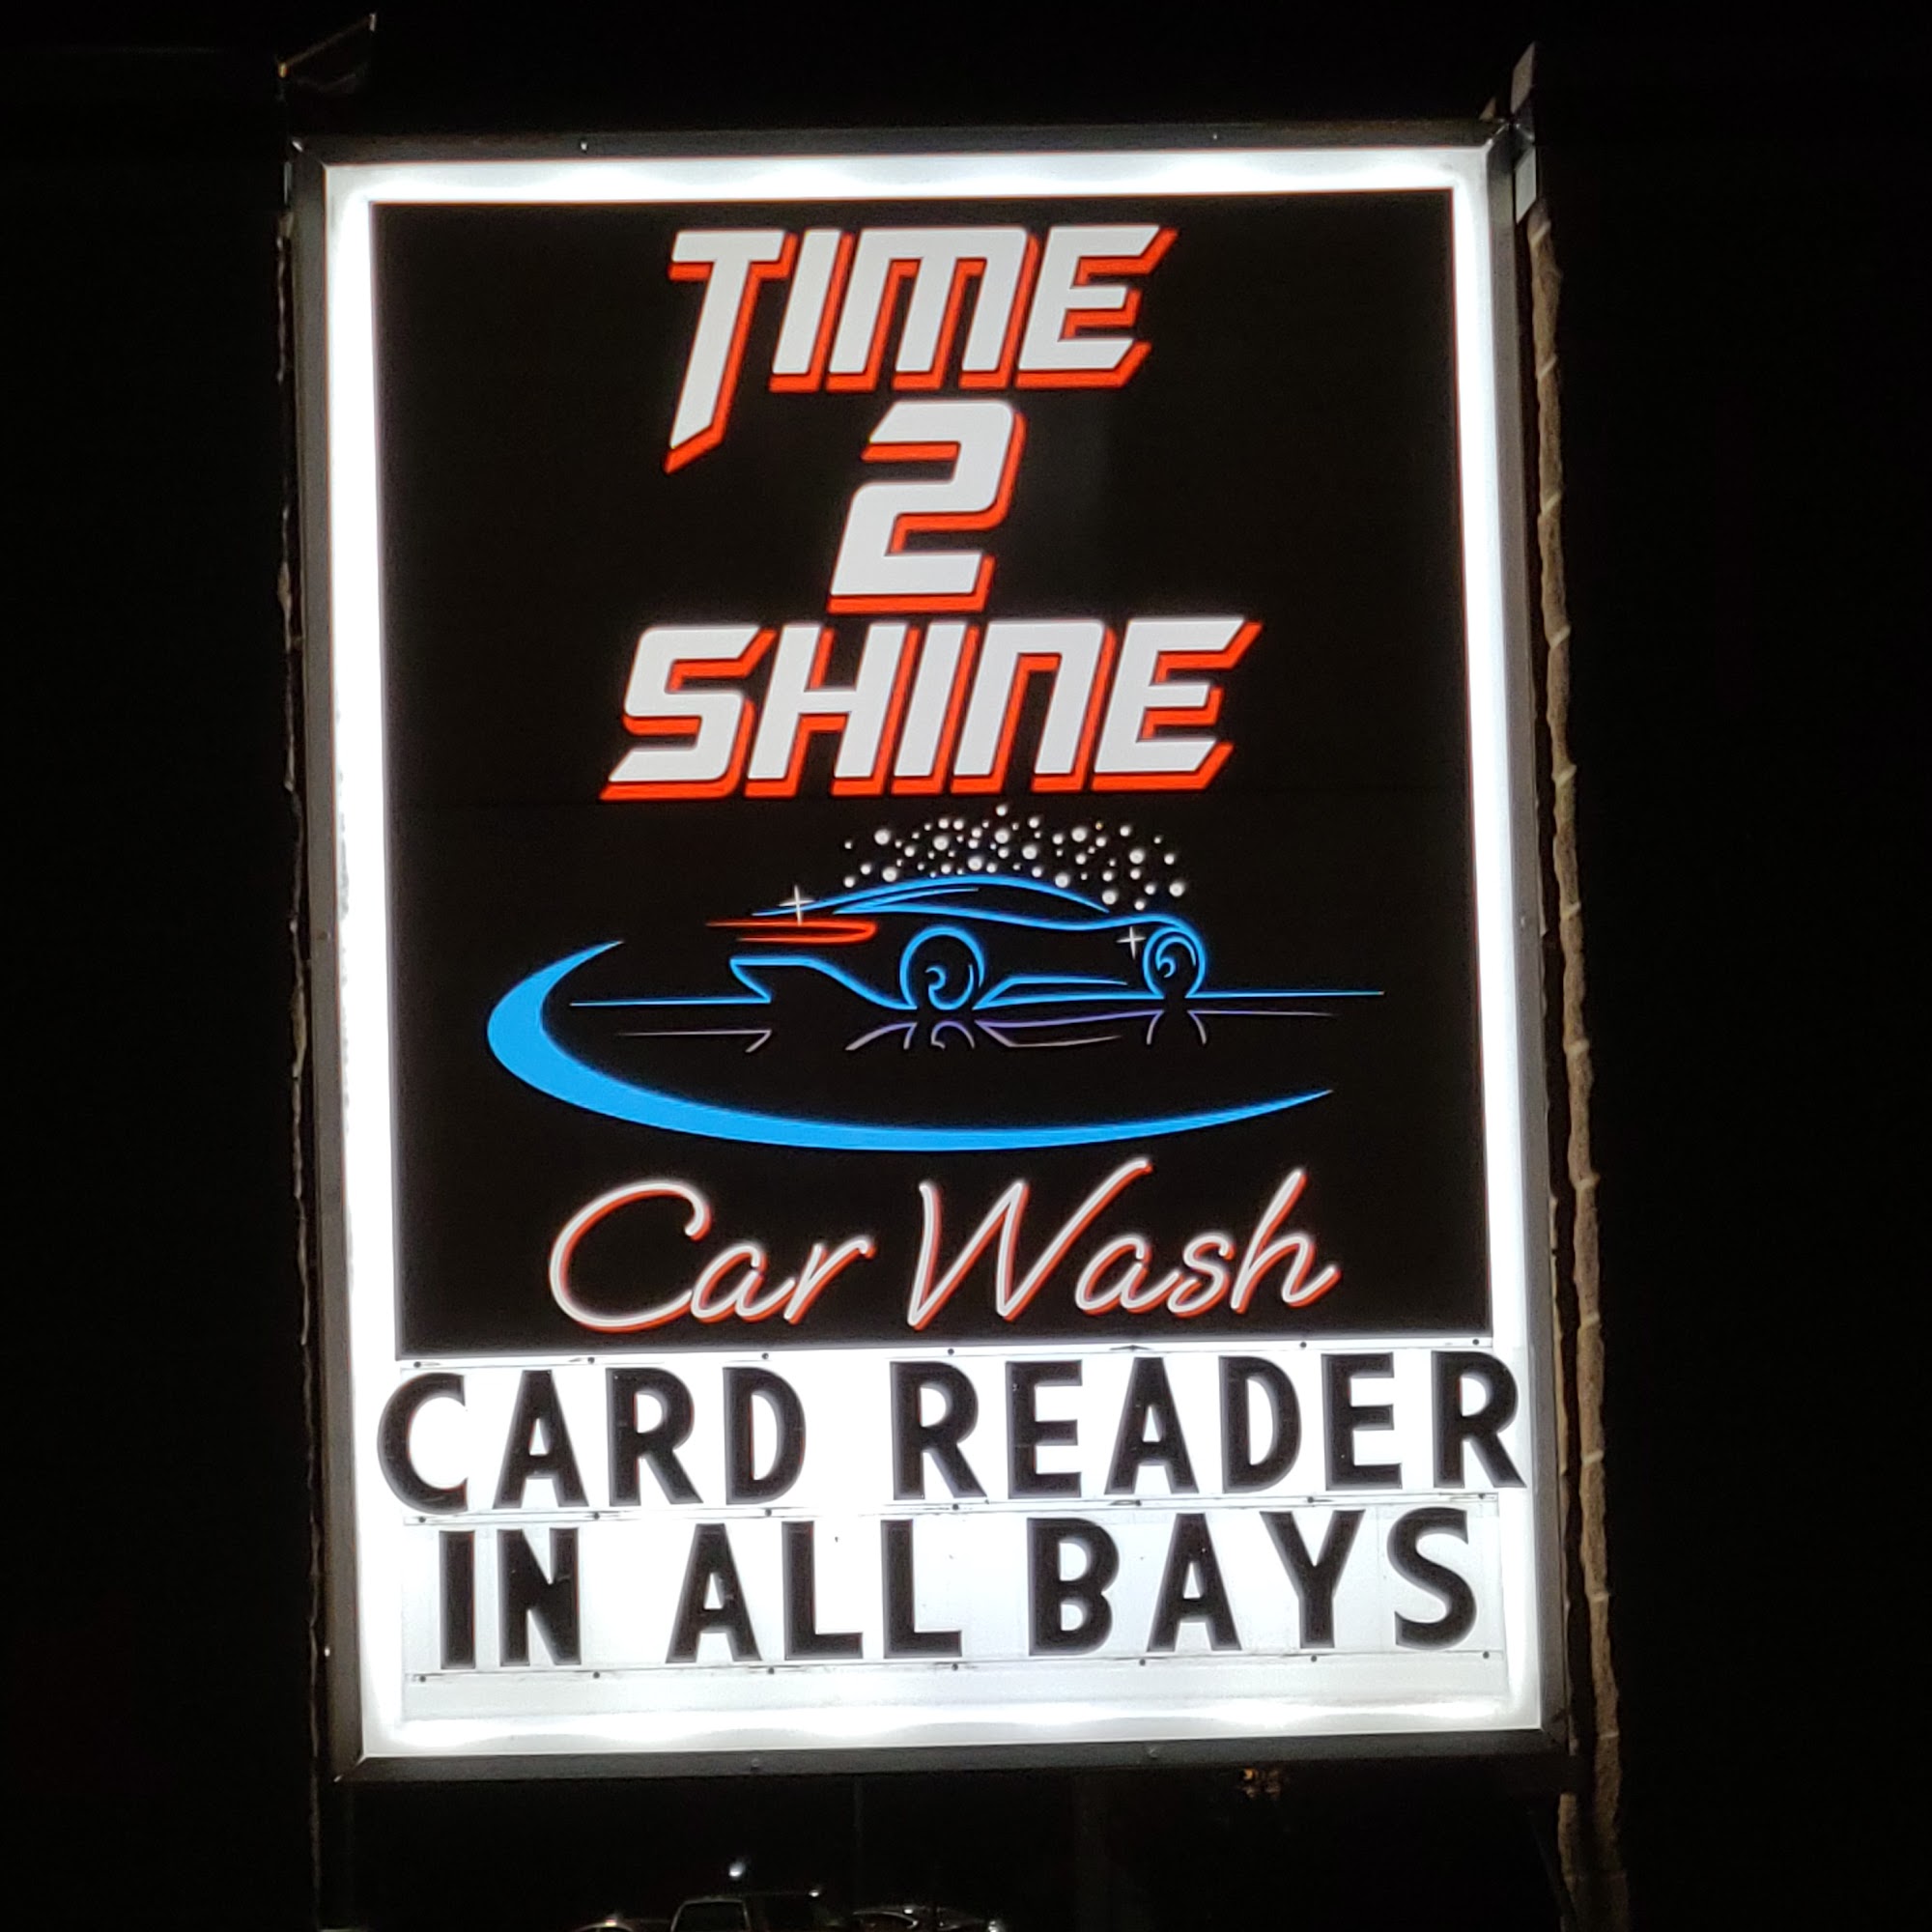 TIME
2
SHINE
Car Wash
CARD READER
IN ALL BAYS